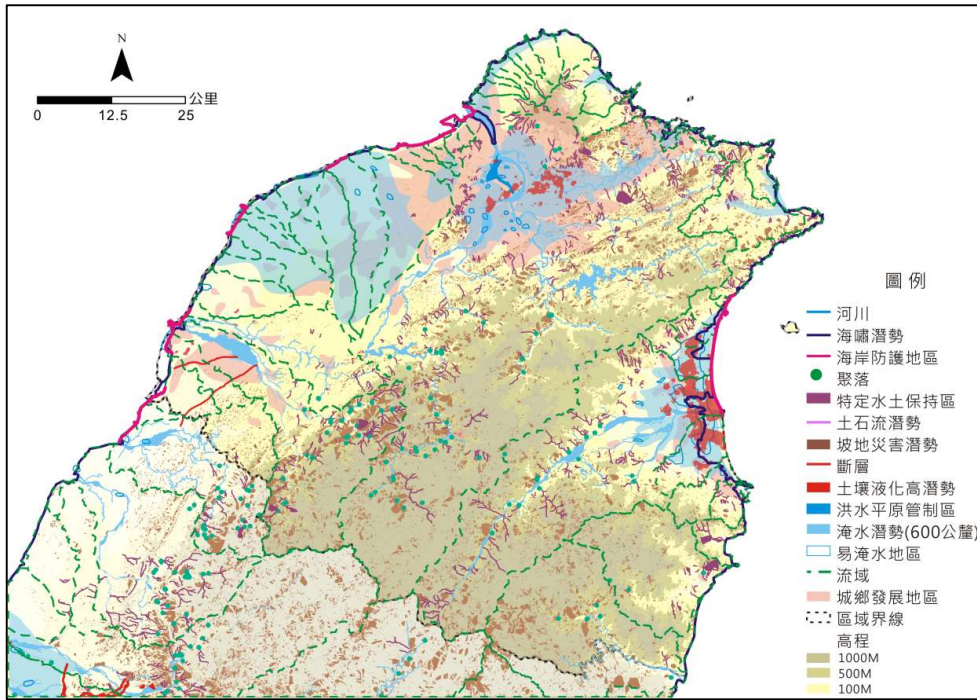 N
公里
0 12.5 25
圖例
河川
海嘯潛勢
海岸防護地區
聚落
特定水土保持區
土石流潛勢
坡地災害潛勢
斷層
土壤液化高潛勢
洪水平原管制區
淹水潛勢(600公釐)
易淹水地區
流域
城鄉發展地區
區域界線
高程
1000M
500M
100M